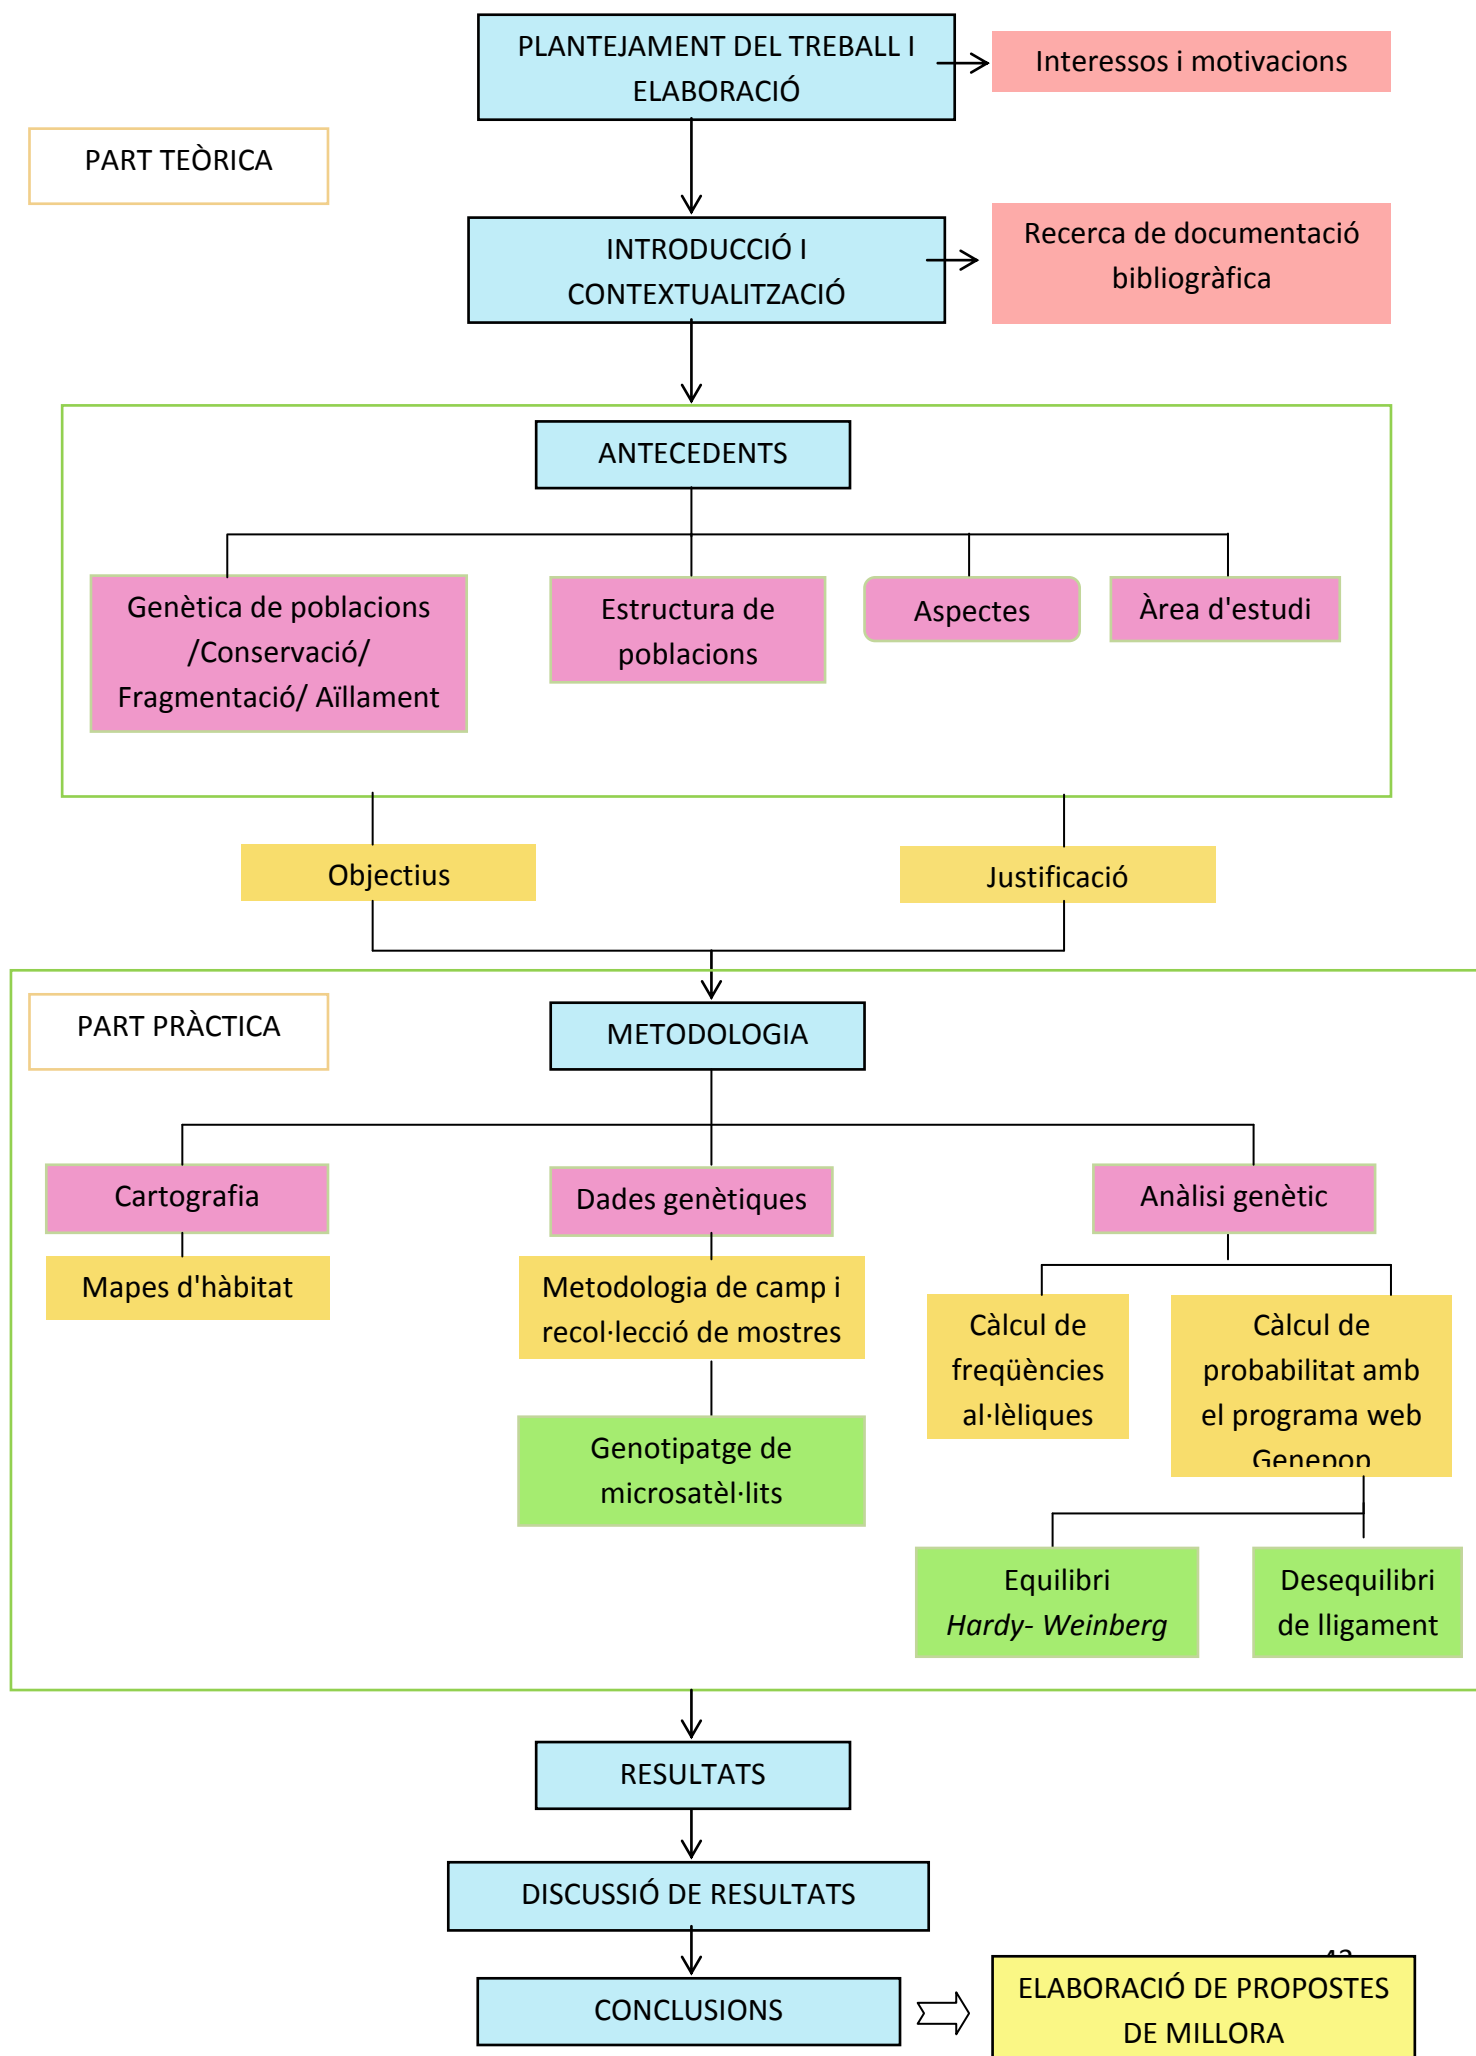 PLANTEJAMENT DEL TREBALL I
ELABORACIÓ
Interessos i motivacions
PART TEÒRICA
INTRODUCCIÓ I
CONTEXTUALITZACIÓ
Recerca de documentació
bibliogràfica
ANTECEDENTS
Genètica de poblacions
/Conservació/
Fragmentació/ Aïllament
Estructura de
poblacions
Aspectes
Àrea d'estudi
Objectius
Justificació
PART PRÀCTICA
METODOLOGIA
Cartografia
Dades genètiques
Anàlisi genètic
Mapes d'hàbitat
Metodologia de camp i
recol·lecció de mostres
Càlcul de
freqüències
al·lèliques
Càlcul de
probabilitat amb
el programa web
Genepop
Genotipatge de
microsatèl·lits
Equilibri
Hardy- Weinberg
Desequilibri
de lligament
RESULTATS
DISCUSSIÓ DE RESULTATS
CONCLUSIONS
ELABORACIÓ DE PROPOSTES
DE MILLORA